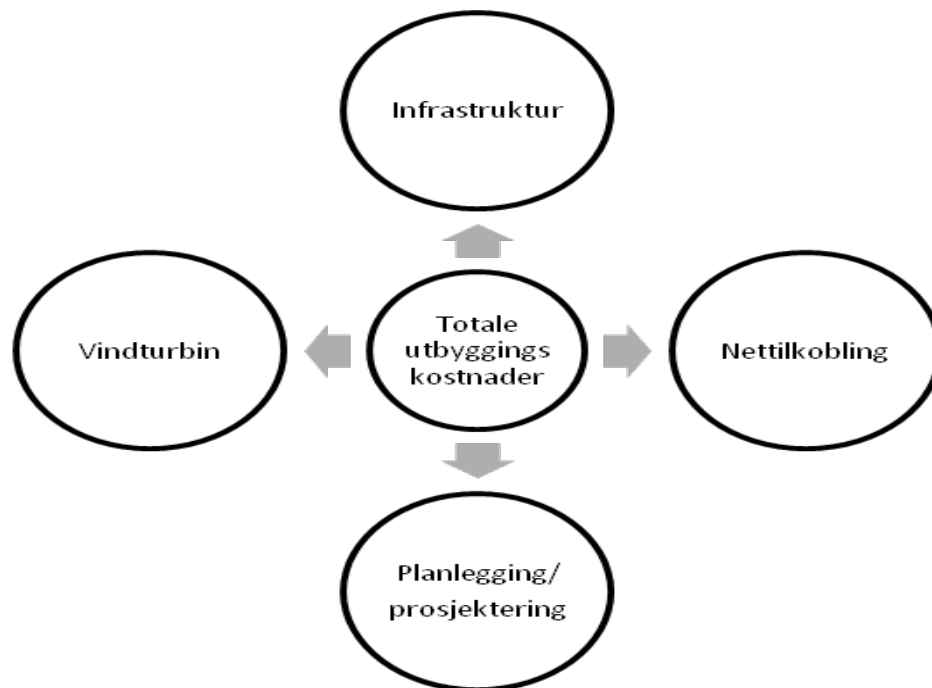 Infrastruktur
Vindturbin
Totale
utbyggings
kostnader
Nettilkobling
Planlegging/
prosjektering